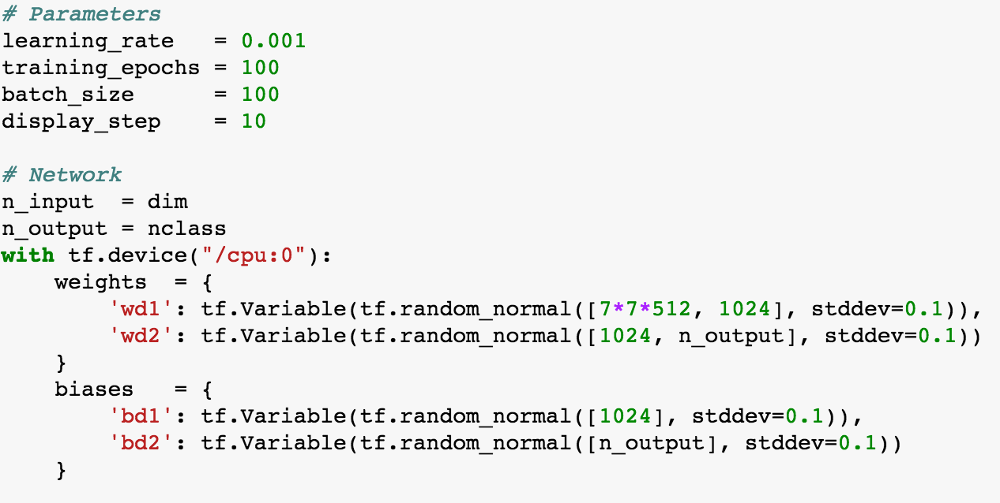 # Parameters
learning_rate   = 0.001
training_epochs = 100
batch_size      = 100
display_step    = 10

# Network
n_input  = dim
n_output = nclass
with tf.device("/cpu:0"):
    weights  = {
        'wd1': tf.Variable(tf.random_normal([7*7*512, 1024], stddev=0.1)),
        'wd2': tf.Variable(tf.random_normal([1024, n_output], stddev=0.1))
    }
    biases   = {
        'bd1': tf.Variable(tf.random_normal([1024], stddev=0.1)),
        'bd2': tf.Variable(tf.random_normal([n_output], stddev=0.1))
    }